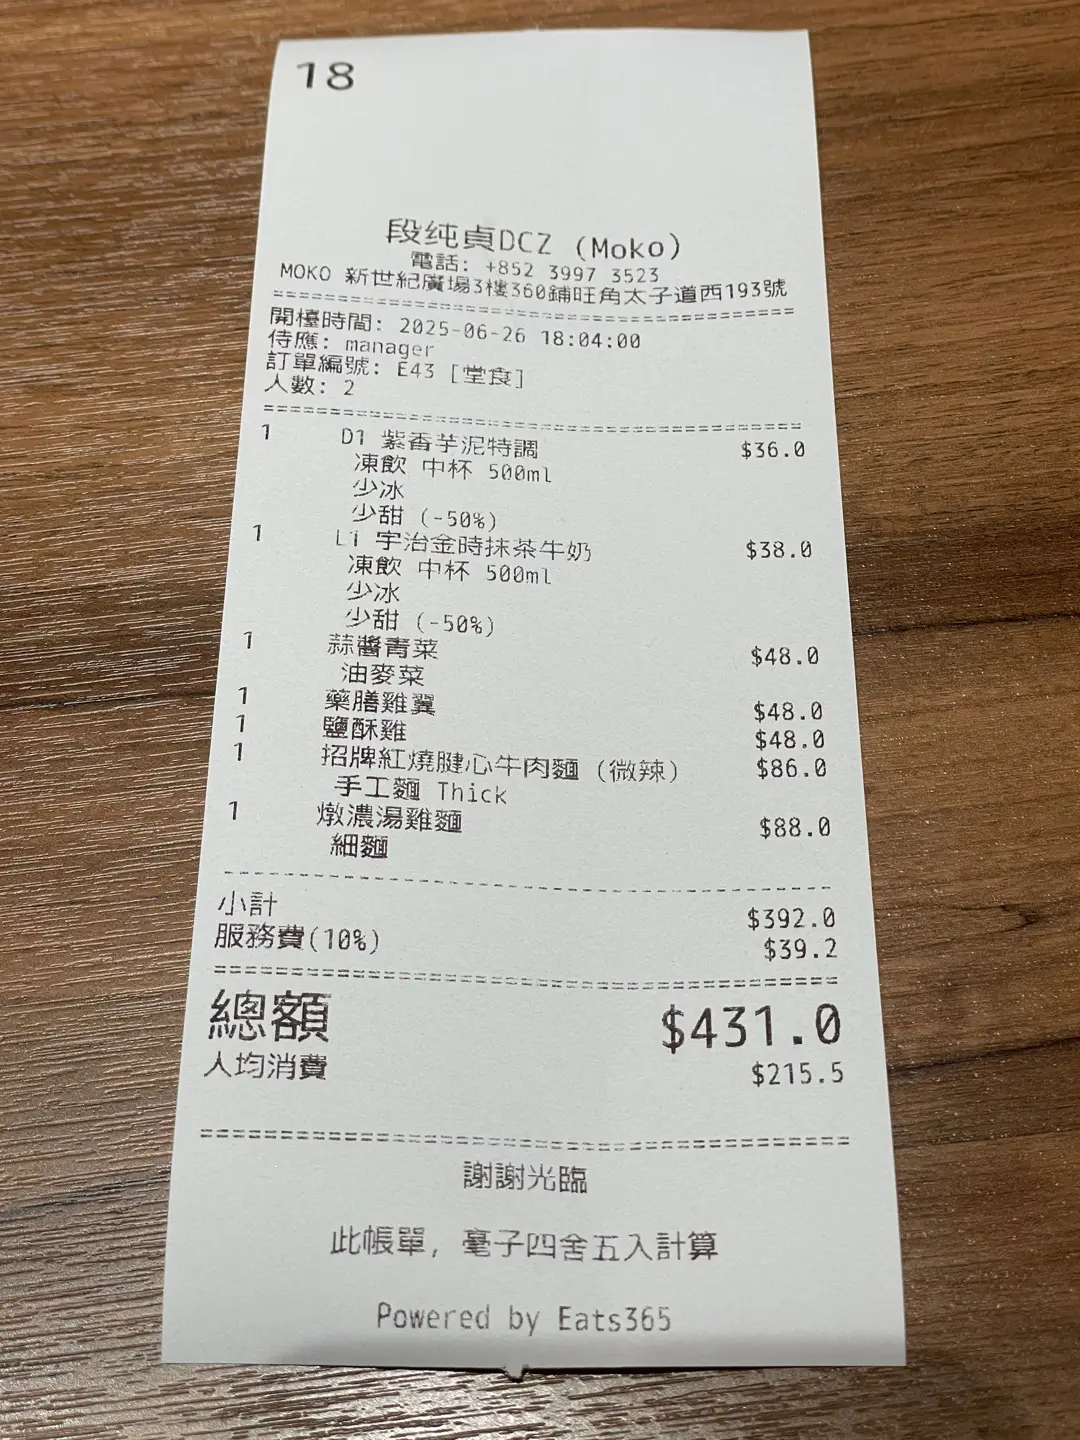 18
段纯貞DCZ (Moko)
電話: +852 3997 3523
MOKO 新世紀廣場3樓360鋪旺角太子道西193號
開檯時間: 2025-06-26 18:04:00
侍應: manager
訂單編號: E43 [堂食]
人數: 2
1 D1 紫香芋泥特調 $36.0
凍飲 中杯 500ml
少冰
少甜 (-50%)
1 L1 宇治金時抹茶牛奶 $38.0
凍飲 中杯 500ml
少冰
少甜 (-50%)
1 蒜醬青菜 $48.0
油麥菜
1 藥膳雞翼 $48.0
1 鹽酥雞 $48.0
1 招牌紅燒腱心牛肉麵 (微辣) $86.0
手工麵 Thick
1 燉濃湯雞麵 $88.0
細麵
小計 $392.0
服務費(10%) $39.2
總額 $431.0
人均消費 $215.5
謝謝光臨
此帳單, 毫子四舍五入計算
Powered by Eats365